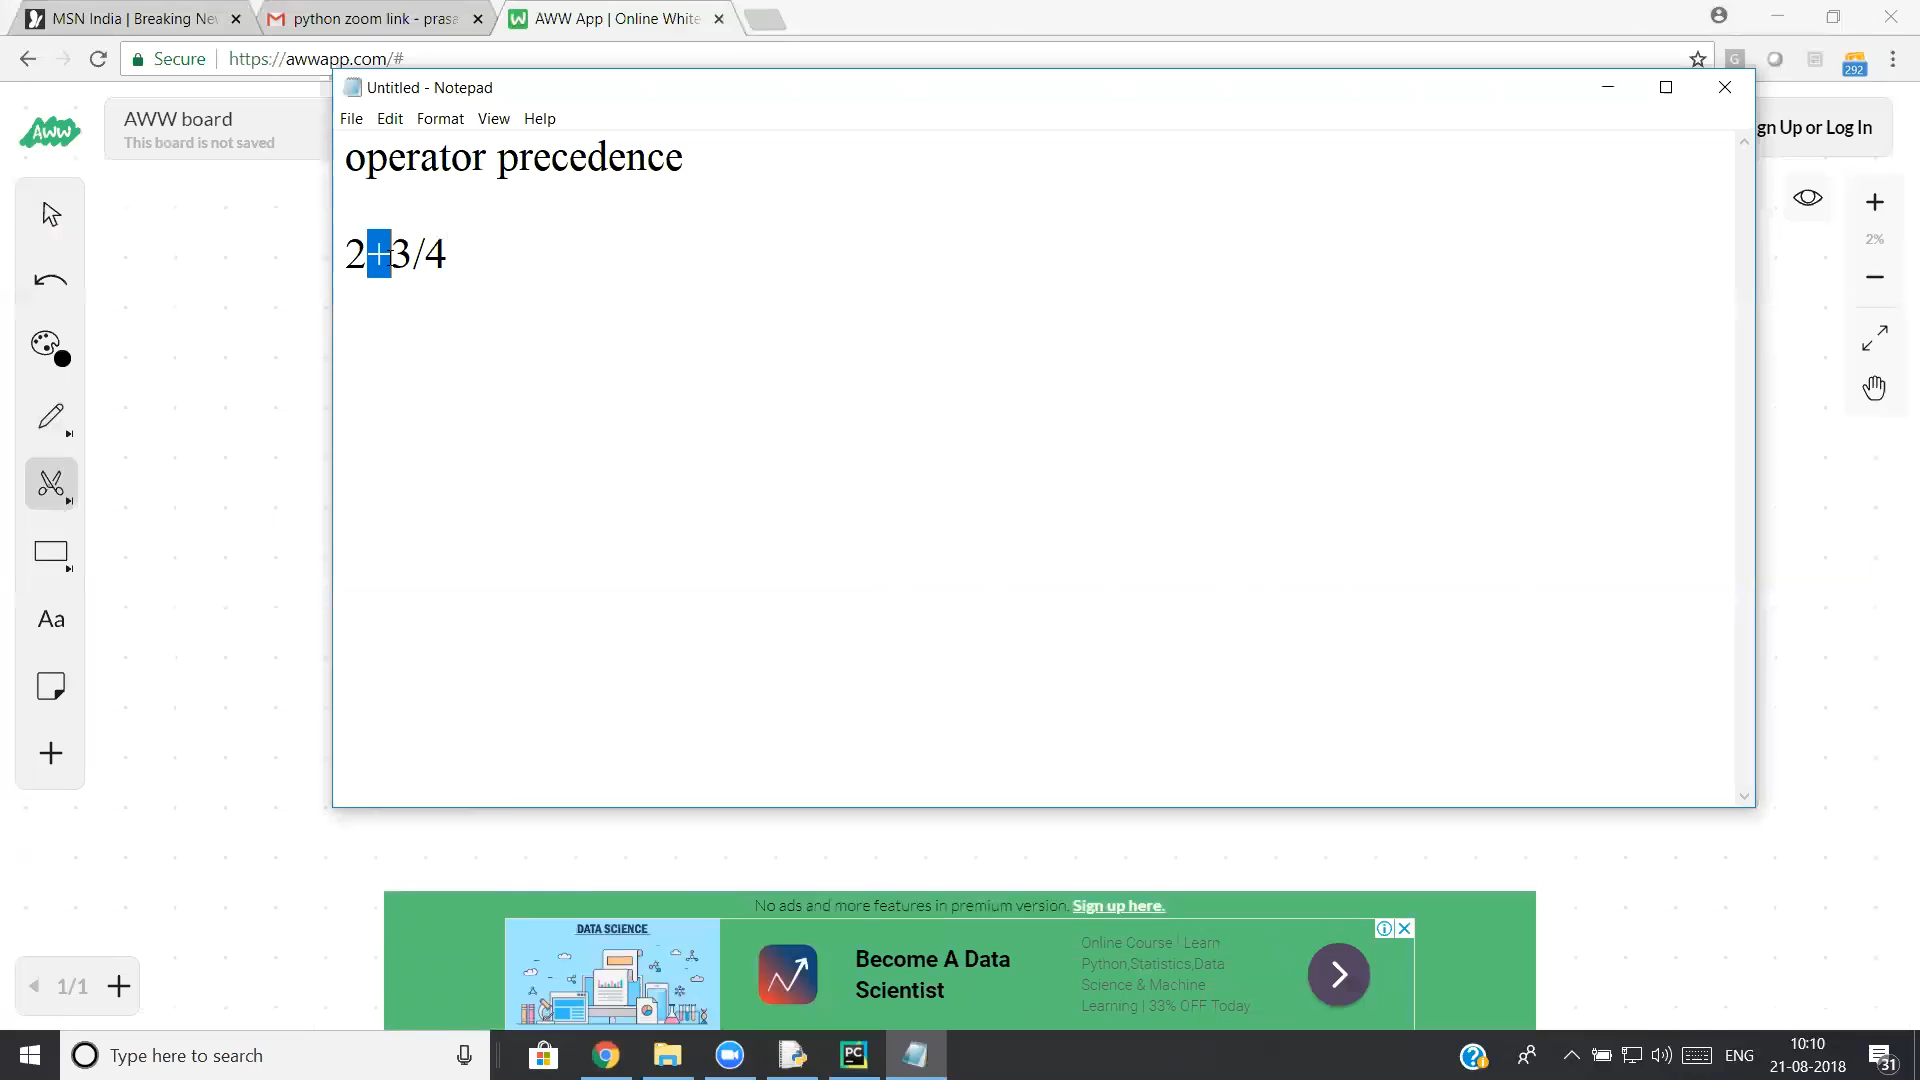 MSN India | Breaking Ne
python zoom link - prasa
AWW App | Online White
Secure
https://awwapp.com/#
292
Untitled - Notepad
File Edit Format View Help
operator precedence
2+3/4
AWW
AWW board
This board is not saved
gn Up or Log In
2%
Aa
1/1
No ads and more features in premium version. Sign up here.
DATA SCIENCE
Become A Data
Scientist
Online Course | Learn
Python,Statistics,Data
Science & Machine
Learning | 33% OFF Today
Type here to search
PC
ENG
10:10
21-08-2018
31